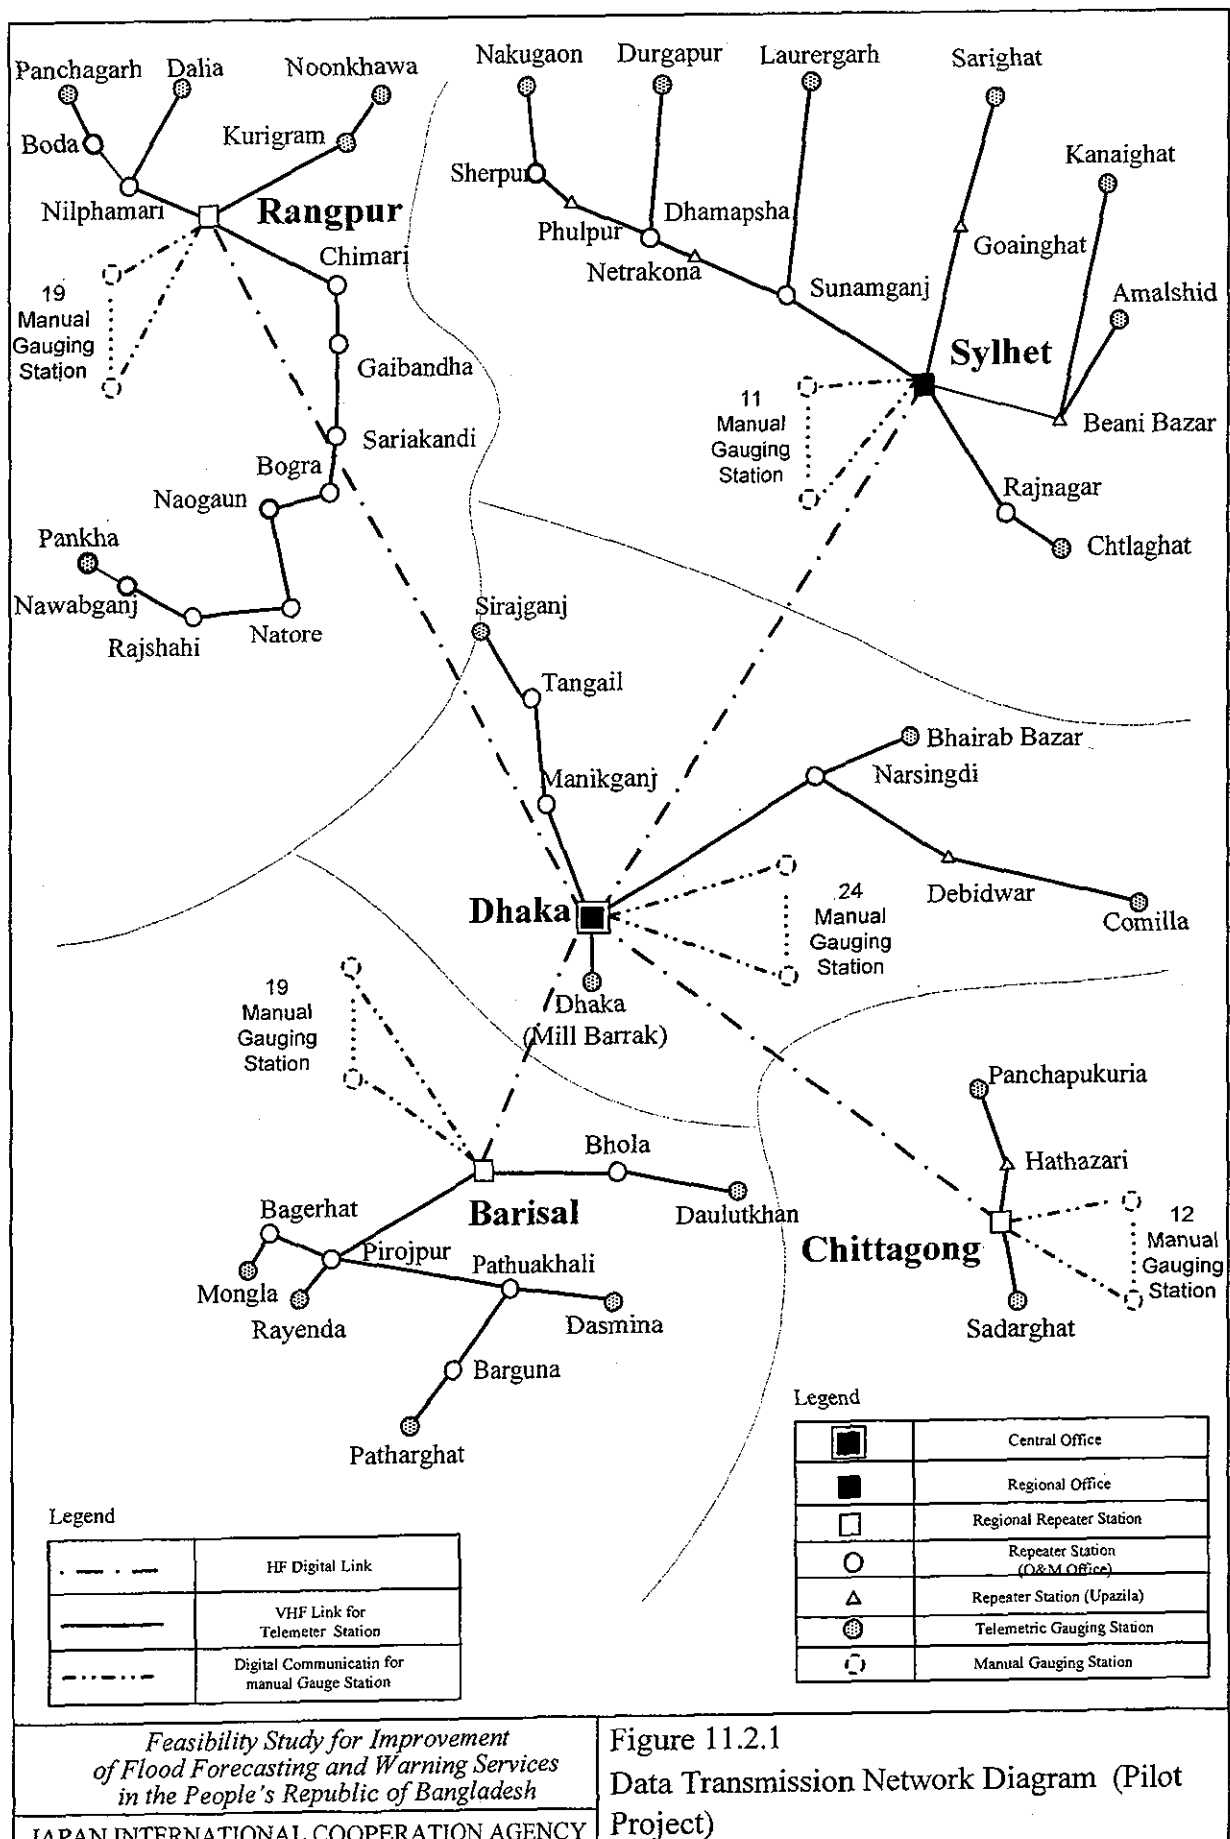 Panchagarh
Dalia
Noonkhawa
Nakugaon
Durgapur
Laurergarh
Sarighat
Boda
Kurigram
Kanaighat
Sherpur
Nilphamari
Rangpur
Phulpur
Dhamapsha
Goainghat
Netrakona
Chimari
Sunamganj
Amalshid
19
Manual
Gauging
Station
Gaibandha
Sylhet
11
Manual
Gauging
Station
Beani Bazar
Sariakandi
Bogra
Naogaun
Rajnagar
Pankha
Chtlaghat
Nawabganj
Rajshahi
Natore
Sirajganj
Tangail
Bhairab Bazar
Manikganj
Narsingdi
Dhaka
24
Manual
Gauging
Station
Debidwar
Comilla
19
Manual
Gauging
Station
Dhaka
(Mill Barrak)
Panchapukuria
Bhola
Hathazari
Barisal
Daulutkhan
Bagerhat
Pirojpur
Pathuakhali
Chittagong
12
Manual
Gauging
Station
Mongla
Rayenda
Dasmina
Sadarghat
Barguna
Patharghat
Legend
Central Office
Regional Office
Regional Repeater Station
Repeater Station
(O&M Office)
Repeater Station (Upazila)
Telemetric Gauging Station
Manual Gauging Station
Legend
HF Digital Link
VHF Link for
Telemeter Station
Digital Communicatin for
manual Gauge Station
Feasibility Study for Improvement
of Flood Forecasting and Warning Services
in the People's Republic of Bangladesh
JAPAN INTERNATIONAL COOPERATION AGENCY
Figure 11.2.1
Data Transmission Network Diagram (Pilot
Project)